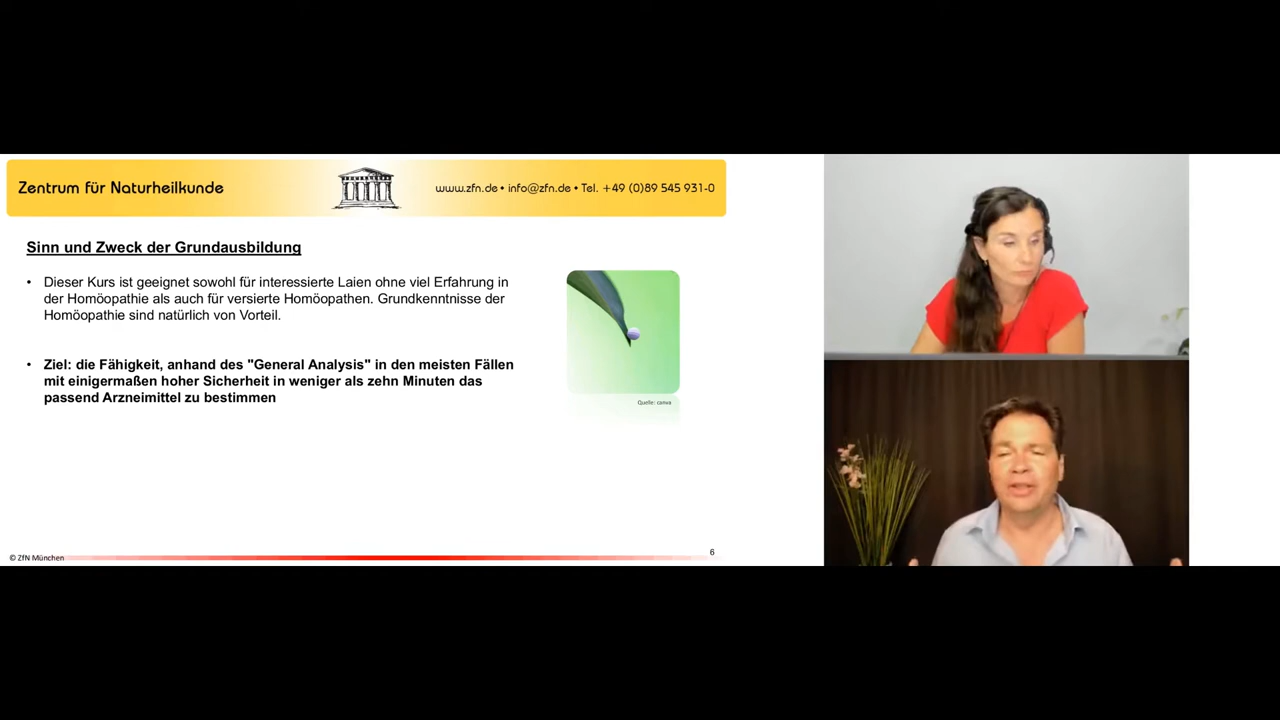 Zentrum für Naturheilkunde
www.zfn.de • info@zfn.de • Tel. +49 (0)89 545 931-0
Sinn und Zweck der Grundausbildung
• Dieser Kurs ist geeignet sowohl für interessierte Laien ohne viel Erfahrung in
der Homöopathie als auch für versierte Homöopathen. Grundkenntnisse der
Homöopathie sind natürlich von Vorteil.
• Ziel: die Fähigkeit, anhand des "General Analysis" in den meisten Fällen
mit einigermaßen hoher Sicherheit in weniger als zehn Minuten das
passend Arzneimittel zu bestimmen
Quelle: canva
© ZfN München
6